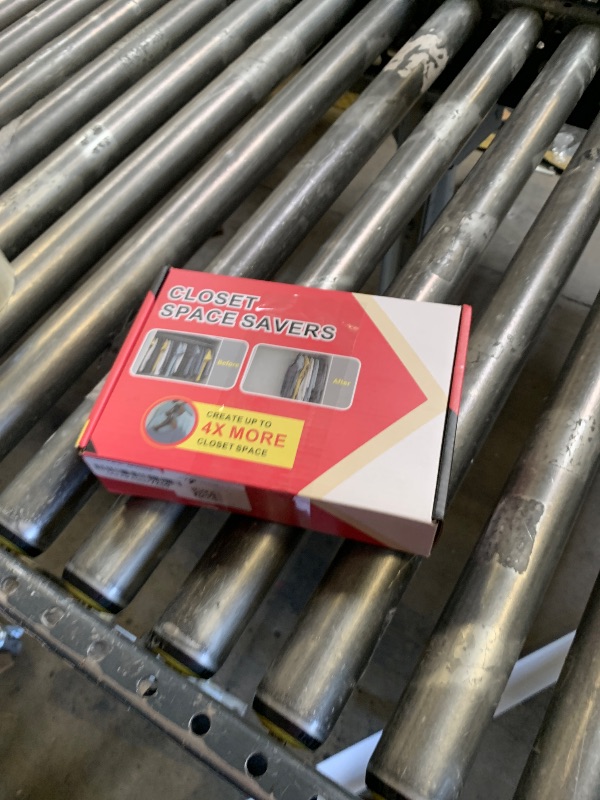 CLOSET
SPACE SAVERS
Before
After
CREATE UP TO
4X MORE
CLOSET SPACE